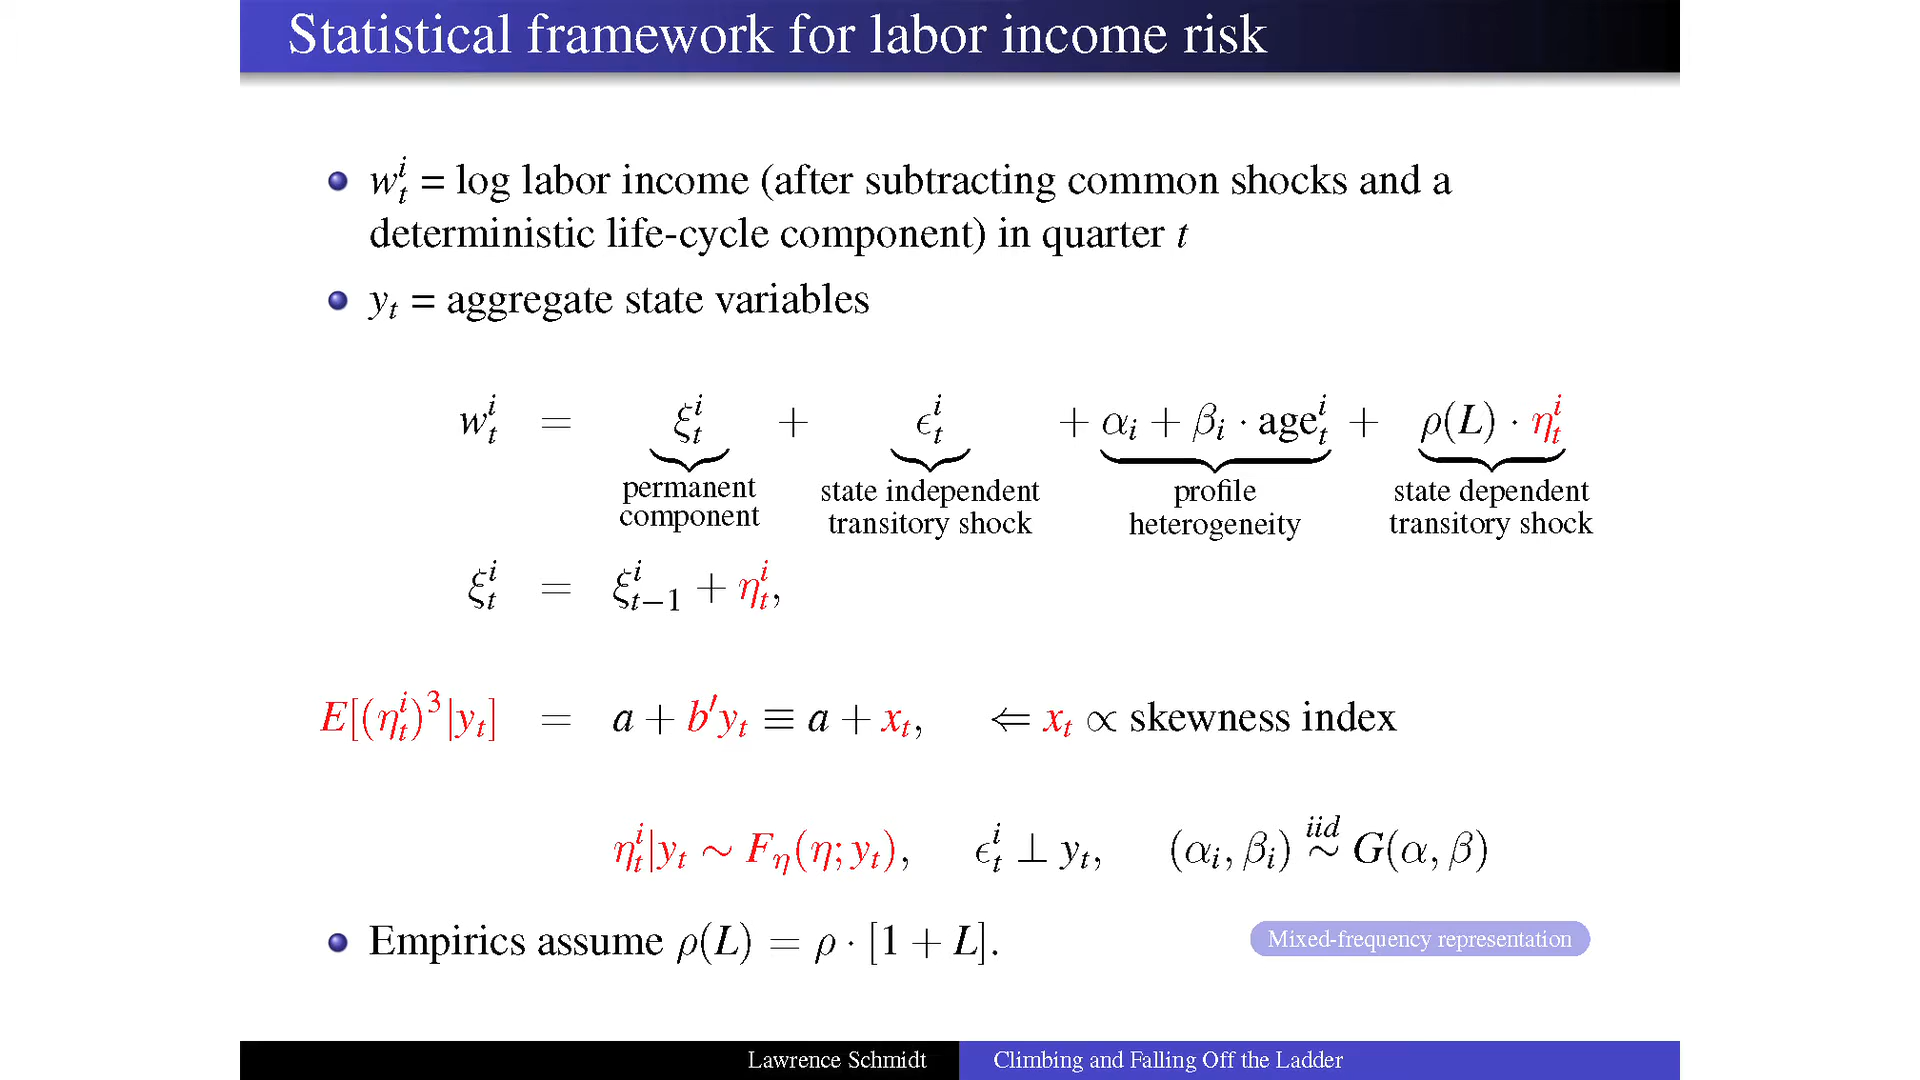 Statistical framework for labor income risk
w_t^i = log labor income (after subtracting common shocks and a
deterministic life-cycle component) in quarter t
y_t = aggregate state variables
w_t^i = ξ_t^i + ϵ_t^i + α_i + β_i · age_t^i + ρ(L) · η_t^i
permanent component
state independent transitory shock
profile heterogeneity
state dependent transitory shock
ξ_t^i = ξ_{t−1}^i + η_t^i,
E[(η_t^i)^3|y_t] = a + b′y_t ≡ a + x_t, ⇐ x_t ∝ skewness index
η_t^i|y_t ∼ F_η(η; y_t), ϵ_t^i ⊥ y_t, (α_i, β_i) iid ∼ G(α, β)
Empirics assume ρ(L) = ρ · [1 + L].
Mixed-frequency representation
Lawrence Schmidt
Climbing and Falling Off the Ladder